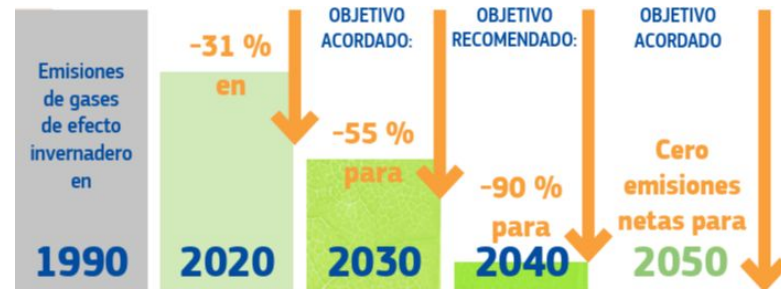 Emisiones
de gases
de efecto
invernadero
en
1990
-31 %
en
2020
OBJETIVO
ACORDADO:
-55 %
para
2030
OBJETIVO
RECOMENDADO:
-90 %
para
2040
OBJETIVO
ACORDADO
Cero
emisiones
netas para
2050